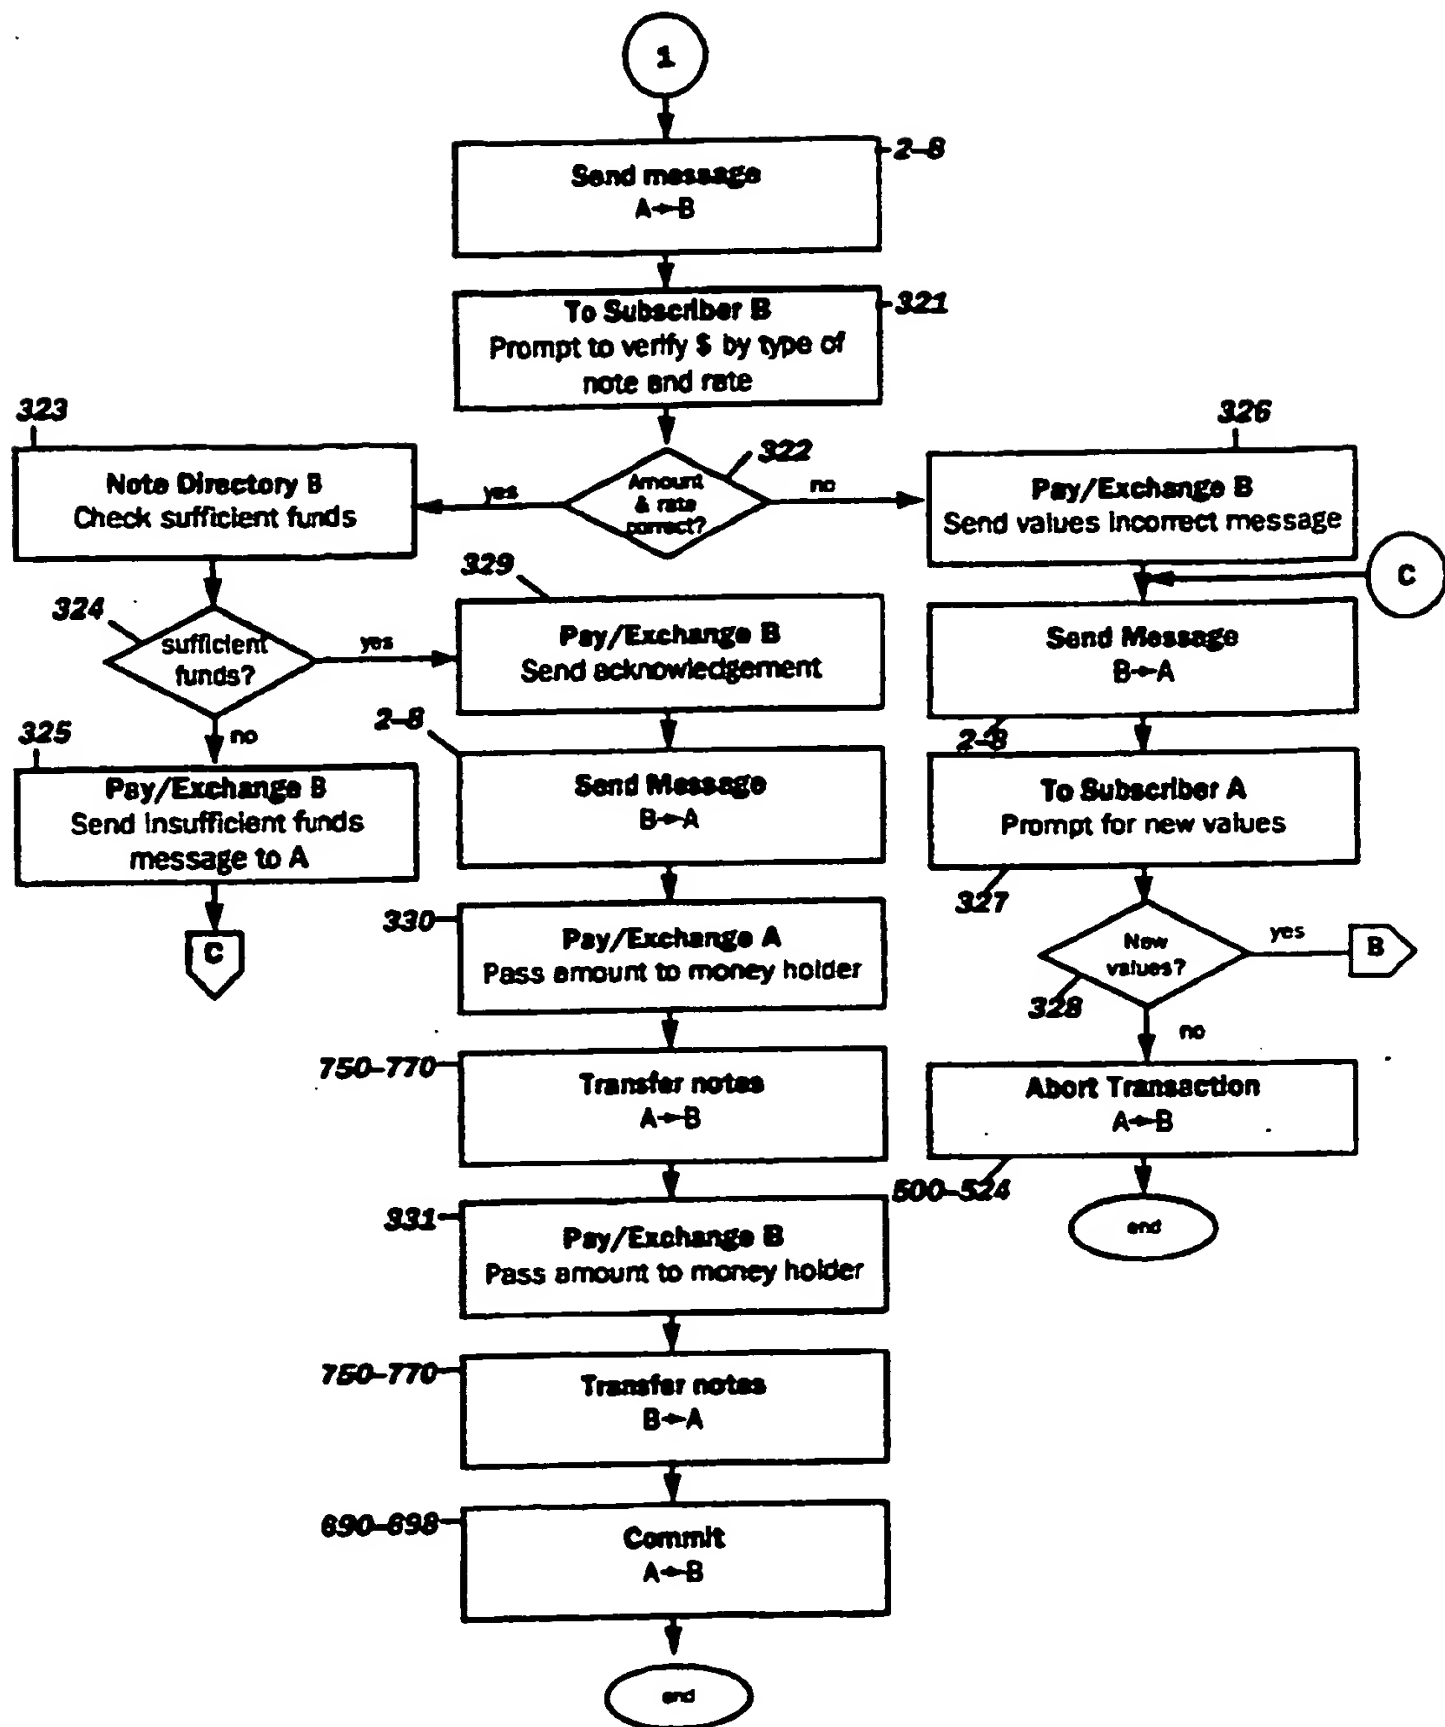 1
Send message
A→B
2–8
To Subscriber B
Prompt to verify $ by type of
note and rate
321
Amount
& rate
correct?
322
yes
no
323
Note Directory B
Check sufficient funds
326
Pay/Exchange B
Send values incorrect message
C
324
sufficient
funds?
yes
no
329
Pay/Exchange B
Send acknowledgement
Send Message
B→A
2–8
325
Pay/Exchange B
Send insufficient funds
message to A
C
2–8
Send Message
B→A
To Subscriber A
Prompt for new values
327
330
Pay/Exchange A
Pass amount to money holder
New
values?
328
yes
B
no
750–770
Transfer notes
A→B
Abort Transaction
A→B
500–524
end
331
Pay/Exchange B
Pass amount to money holder
750–770
Transfer notes
B→A
690–698
Commit
A→B
end